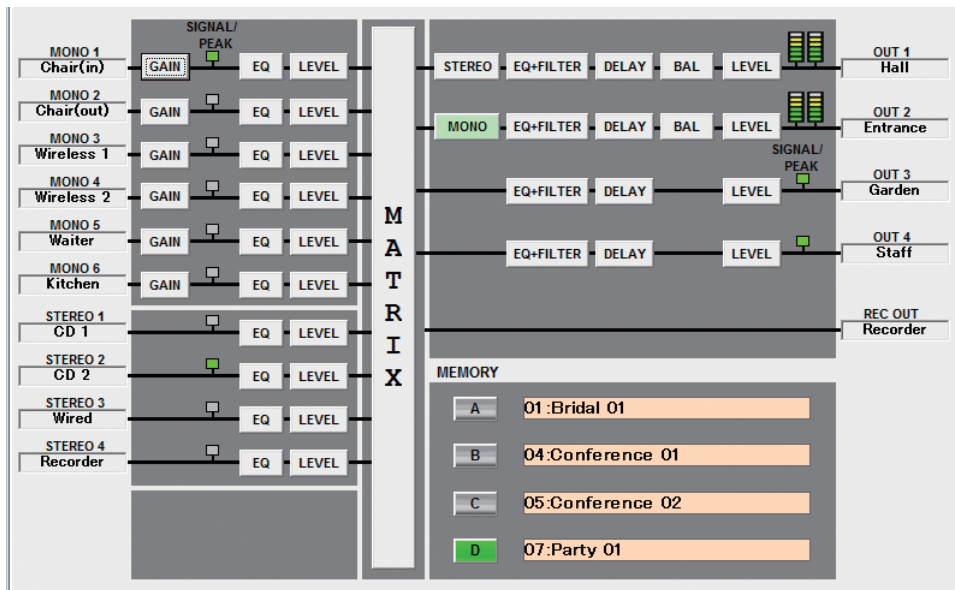 SIGNAL/
PEAK
MONO 1
Chair(in) GAIN EQ LEVEL
MONO 2
Chair(out) GAIN EQ LEVEL
MONO 3
Wireless 1 GAIN EQ LEVEL
MONO 4
Wireless 2 GAIN EQ LEVEL
MONO 5
Waiter GAIN EQ LEVEL
MONO 6
Kitchen GAIN EQ LEVEL
STEREO 1
CD 1 EQ LEVEL
STEREO 2
CD 2 EQ LEVEL
STEREO 3
Wired EQ LEVEL
STEREO 4
Recorder EQ LEVEL
MATRIX
OUT 1
STEREO EQ+FILTER DELAY BAL LEVEL Hall
OUT 2
MONO EQ+FILTER DELAY BAL LEVEL Entrance
SIGNAL/
PEAK
OUT 3
EQ+FILTER DELAY LEVEL Garden
OUT 4
EQ+FILTER DELAY LEVEL Staff
REC OUT
Recorder
MEMORY
A 01:Bridal 01
B 04:Conference 01
C 05:Conference 02
D 07:Party 01